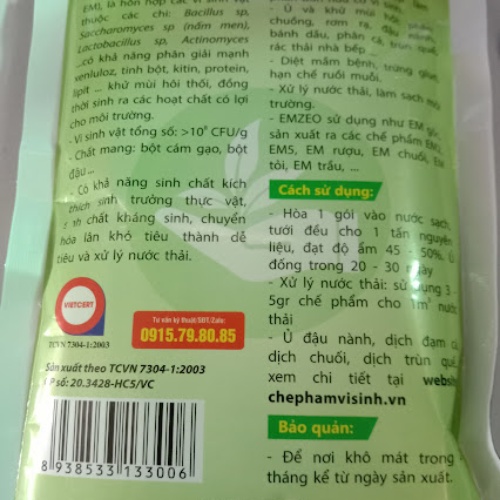 EM), là hỗn hợp các vi sinh vật
thuộc các chi: Bacillus sp,
Saccharomyces sp (nấm men),
Lactobacillus sp, Actinomyces
...có khả năng phân giải mạnh
xenluloz, tinh bột, kitin, protein,
lipit ... khử mùi hôi thối, đồng
thời sinh ra các hoạt chất có lợi
cho môi trường.
- Vi sinh vật tổng số: >10⁸ CFU/g
- Chất mang: bột cám gạo, bột
đậu ...
- Có khả năng sinh chất kích
thích sinh trưởng thực vật,
sinh chất kháng sinh, chuyển
hóa lân khó tiêu thành dễ
tiêu và xử lý nước thải.
VIETCERT
TCVN 7304-1:2003
Tư vấn kỹ thuật/SĐT/Zalo:
0915.79.80.85
Sản xuất theo TCVN 7304-1:2003
GP số: 20.3428-HC5/VC
8 938533 133006
- Ủ và khử mùi hôi,
chuồng, rơm rạ, đậu
bánh dầu, phân cá, trùn quế,
rác thải nhà bếp ...
- Diệt mầm bệnh, trứng giun,
hạn chế ruồi muỗi.
- Xử lý nước thải, làm sạch môi
trường.
- EMZEO sử dụng như EM gốc,
sản xuất ra các chế phẩm EM2,
EM5, EM rượu, EM chuối, EM
tỏi, EM trầu, ...
Cách sử dụng:
- Hòa 1 gói vào nước sạch,
tưới đều cho 1 tấn nguyên
liệu, đạt độ ẩm 45 - 50%. Ủ
đống trong 20 - 30 ngày
- Xử lý nước thải: sử dụng 3 -
5gr chế phẩm cho 1m³ nước
thải
- Ủ đậu nành, dịch đạm cá,
dịch chuối, dịch trùn quế,
xem chi tiết tại website
chephamvisinh.vn
Bảo quản:
- Để nơi khô mát trong
tháng kể từ ngày sản xuất.